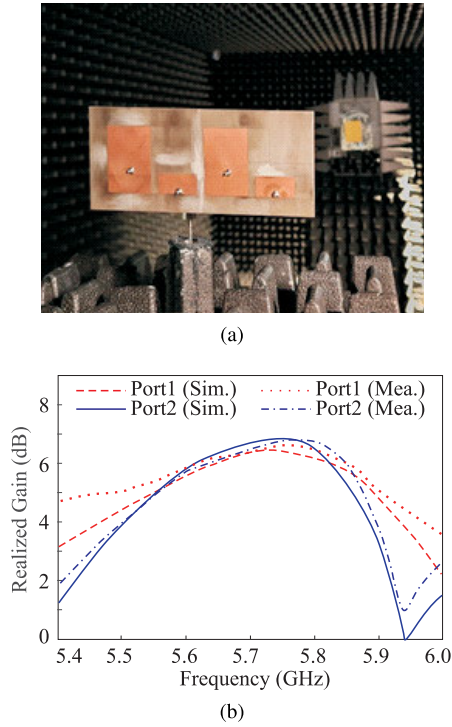 (a)
Port1 (Sim.) Port1 (Mea.)
Port2 (Sim.) Port2 (Mea.)
Realized Gain (dB)
8
6
4
2
0
5.4 5.5 5.6 5.7 5.8 5.9 6.0
Frequency (GHz)
(b)